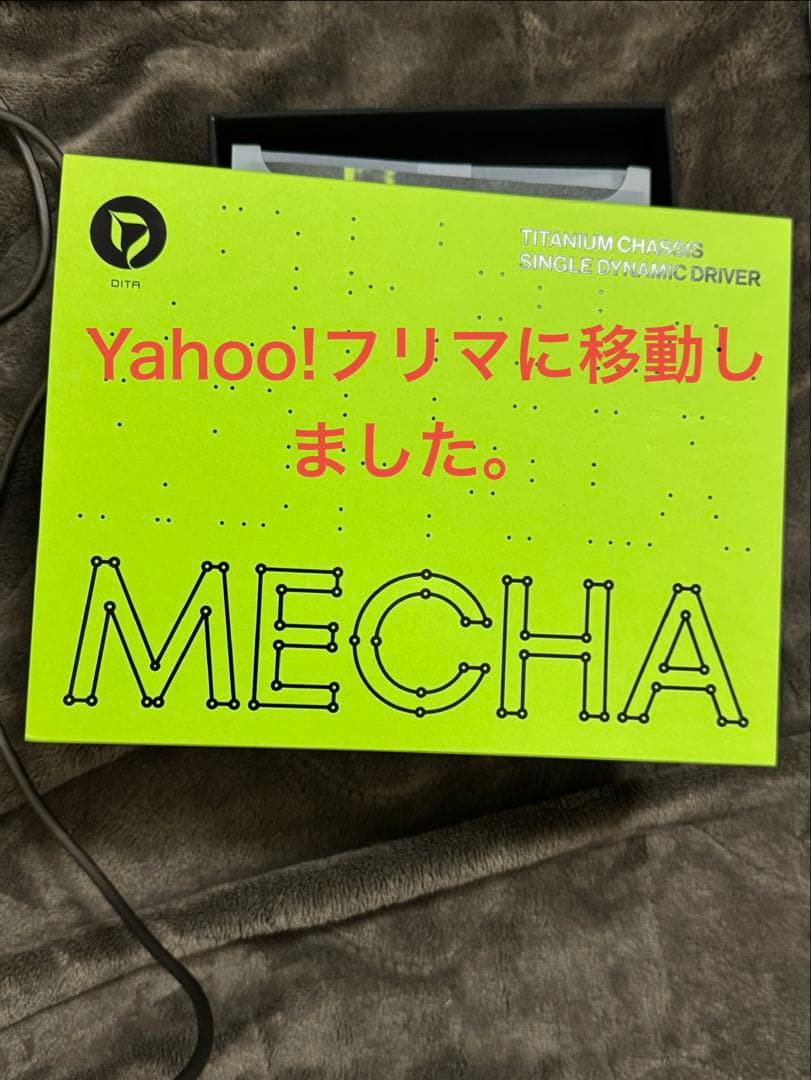 DITA
TITANIUM CHASSIS
SINGLE DYNAMIC DRIVER
Yahoo!フリマに移動し
ました。
MECHA